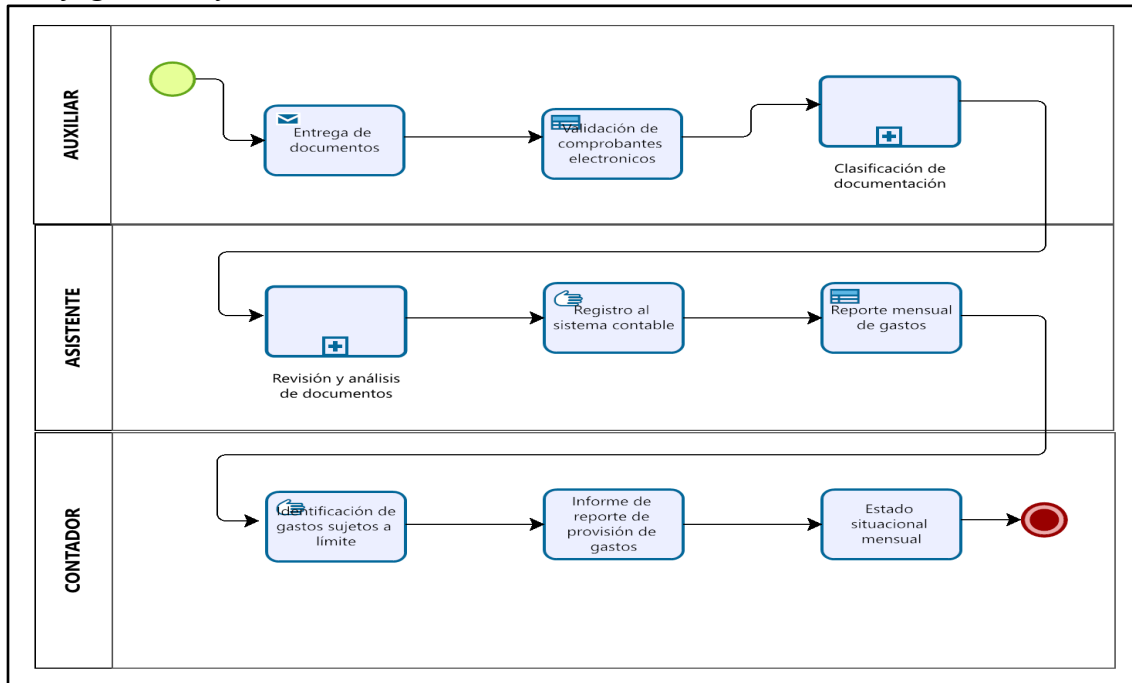 AUXILIAR
Entrega de
documentos
Validación de
comprobantes
electronicos
Clasificación de
documentación
ASISTENTE
Revisión y análisis
de documentos
Registro al
sistema contable
Reporte mensual
de gastos
CONTADOR
Identificación de
gastos sujetos a
límite
Informe de
reporte de
provisión de
gastos
Estado
situacional
mensual